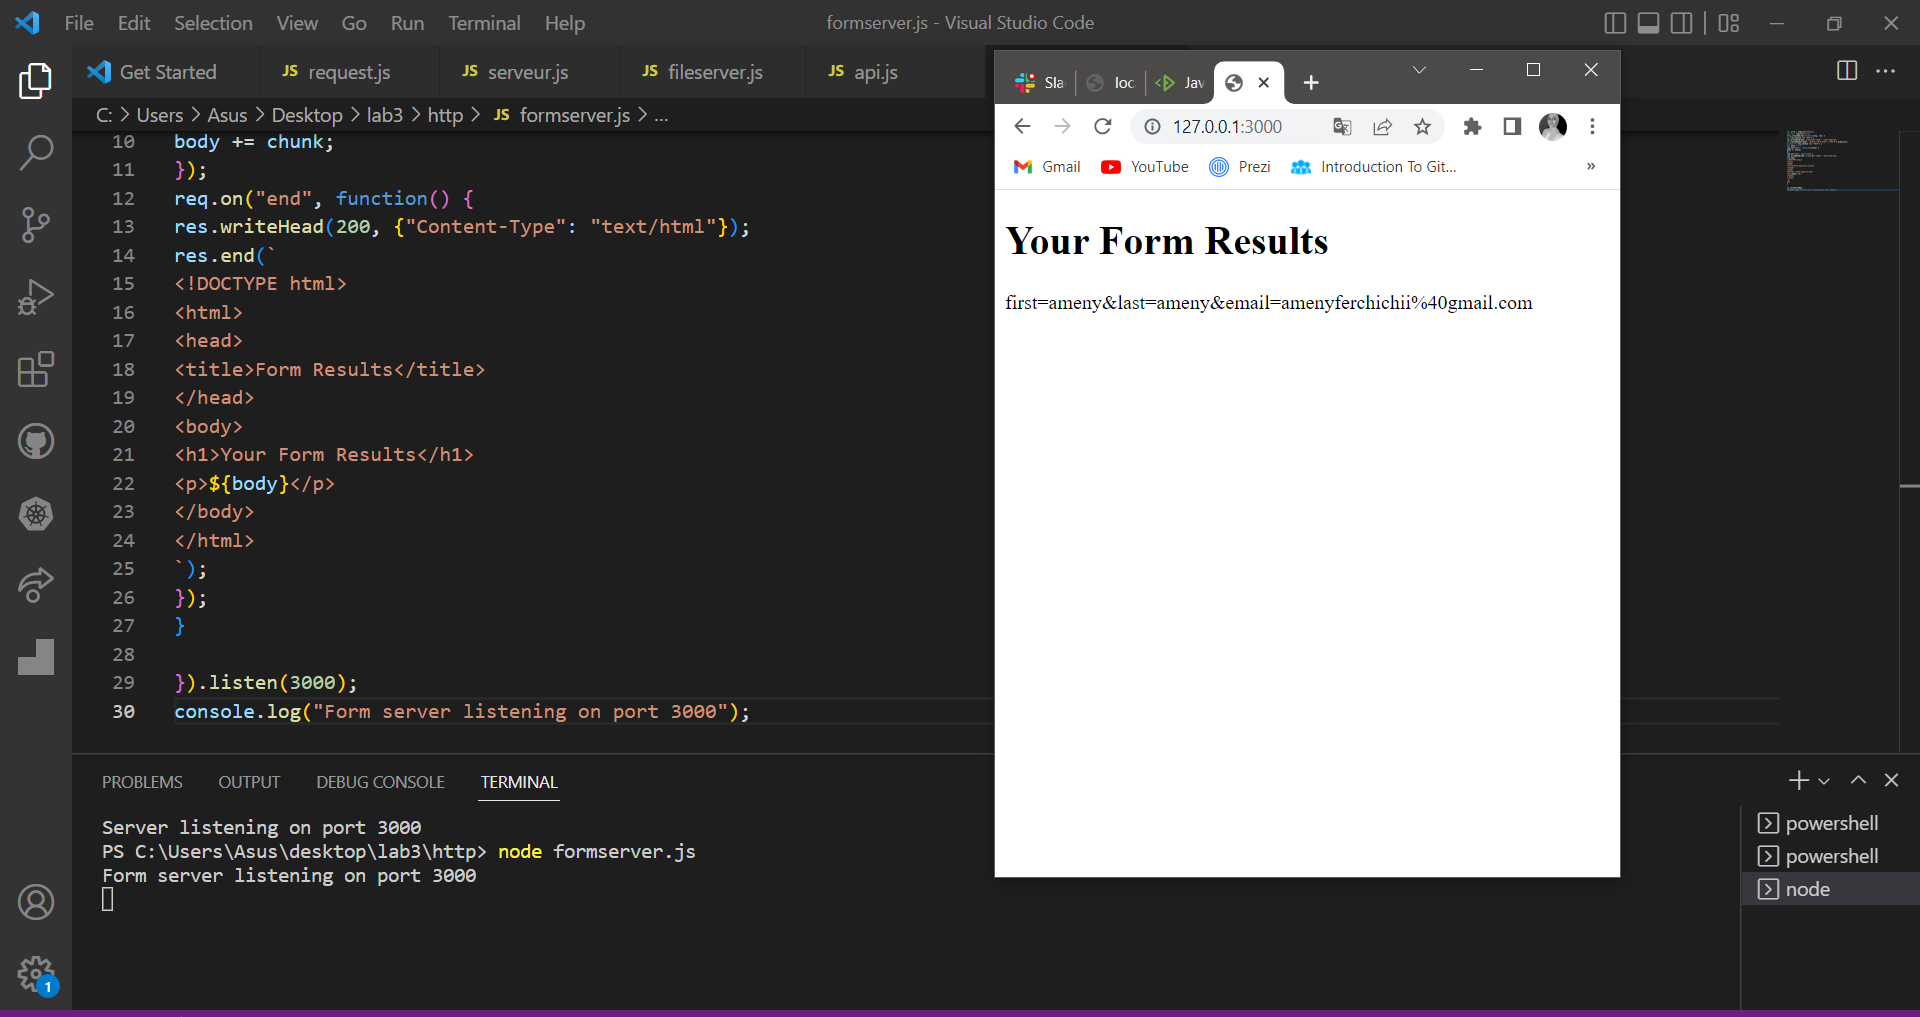 File Edit Selection View Go Run Terminal Help
formserver.js - Visual Studio Code
Get Started
JS request.js
JS serveur.js
JS fileserver.js
JS api.js
C: > Users > Asus > Desktop > lab3 > http > JS formserver.js > ...
10 body += chunk;
11 });
12 req.on("end", function() {
13 res.writeHead(200, {"Content-Type": "text/html"});
14 res.end(`
15 <!DOCTYPE html>
16 <html>
17 <head>
18 <title>Form Results</title>
19 </head>
20 <body>
21 <h1>Your Form Results</h1>
22 <p>${body}</p>
23 </body>
24 </html>
25 `);
26 });
27 }
28
29 }).listen(3000);
30 console.log("Form server listening on port 3000");
Sla
loc
Jav
127.0.0.1:3000
Gmail
YouTube
Prezi
Introduction To Git...
»
Your Form Results
first=ameny&last=ameny&email=amenyferchichii%40gmail.com
PROBLEMS OUTPUT DEBUG CONSOLE TERMINAL
Server listening on port 3000
PS C:\Users\Asus\desktop\lab3\http> node formserver.js
Form server listening on port 3000
powershell
powershell
node
1